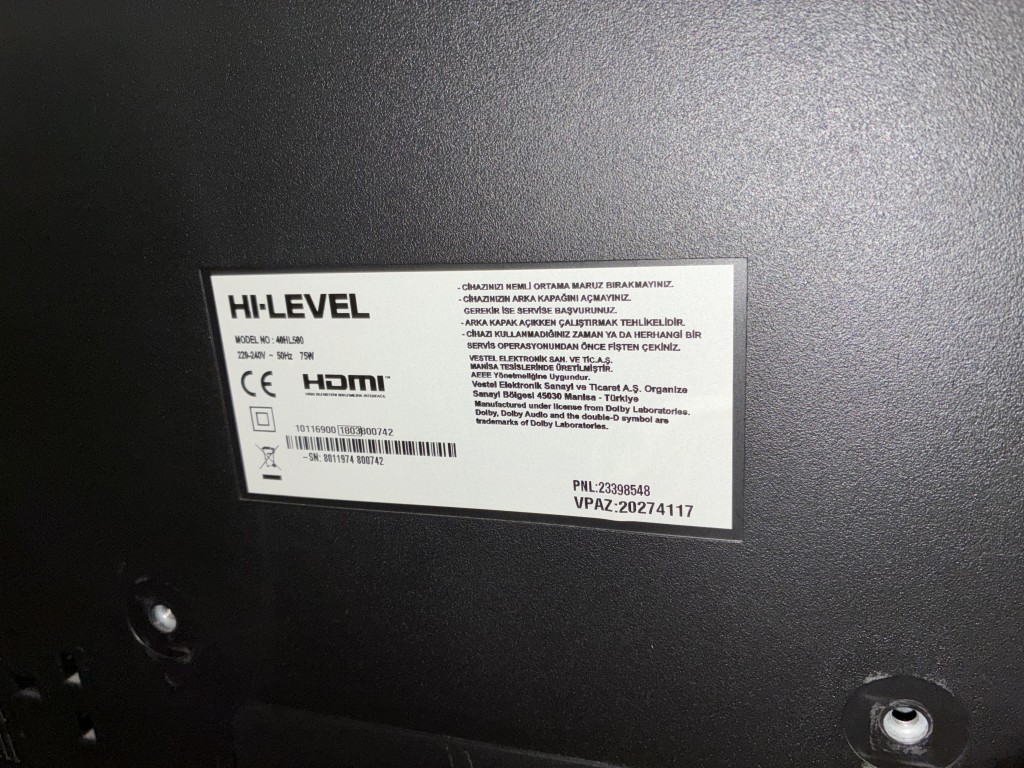 HI-LEVEL
MODEL NO : 40HL500
220-240V ~ 50Hz 75W
CE HDMI™
HIGH-DEFINITION MULTIMEDIA INTERFACE
10116900 1803 800742
-SN: 8011974 800742
- CİHAZINIZI NEMLİ ORTAMA MARUZ BIRAKMAYINIZ.
- CİHAZINIZIN ARKA KAPAĞINI AÇMAYINIZ.
GEREKİR İSE SERVİSE BAŞVURUNUZ.
- ARKA KAPAK AÇIKKEN ÇALIŞTIRMAK TEHLİKELİDİR.
- CİHAZI KULLANMADIĞINIZ ZAMAN YA DA HERHANGİ BİR
SERVİS OPERASYONUNDAN ÖNCE FİŞTEN ÇEKİNİZ.
VESTEL ELEKTRONİK SAN. VE TİC.A.Ş.
MANİSA TESİSLERİNDE ÜRETİLMİŞTİR.
AEEE Yönetmeliğine Uygundur.
Vestel Elektronik Sanayi ve Ticaret A.Ş. Organize
Sanayi Bölgesi 45030 Manisa - Türkiye
Manufactured under license from Dolby Laboratories.
Dolby, Dolby Audio and the double-D symbol are
trademarks of Dolby Laboratories.
PNL:23398548
VPAZ:20274117